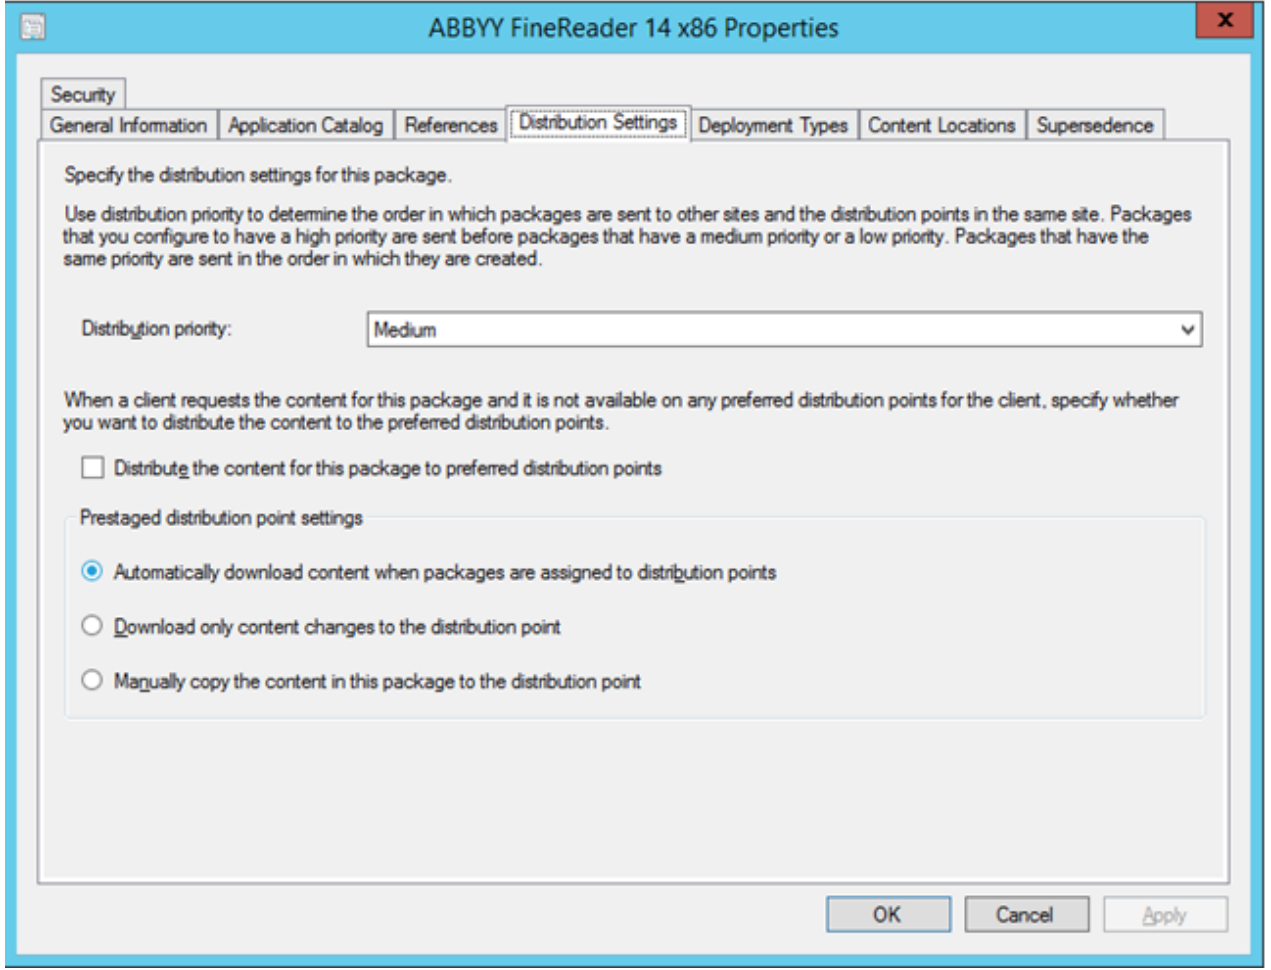 ABBYY FineReader 14 x86 Properties
x
Security
General Information
Application Catalog
References
Distribution Settings
Deployment Types
Content Locations
Supersedence
Specify the distribution settings for this package.
Use distribution priority to determine the order in which packages are sent to other sites and the distribution points in the same site. Packages
that you configure to have a high priority are sent before packages that have a medium priority or a low priority. Packages that have the
same priority are sent in the order in which they are created.
Distribution priority:
Medium
When a client requests the content for this package and it is not available on any preferred distribution points for the client, specify whether
you want to distribute the content to the preferred distribution points.
Distribute the content for this package to preferred distribution points
Prestaged distribution point settings
Automatically download content when packages are assigned to distribution points
Download only content changes to the distribution point
Manually copy the content in this package to the distribution point
OK
Cancel
Apply